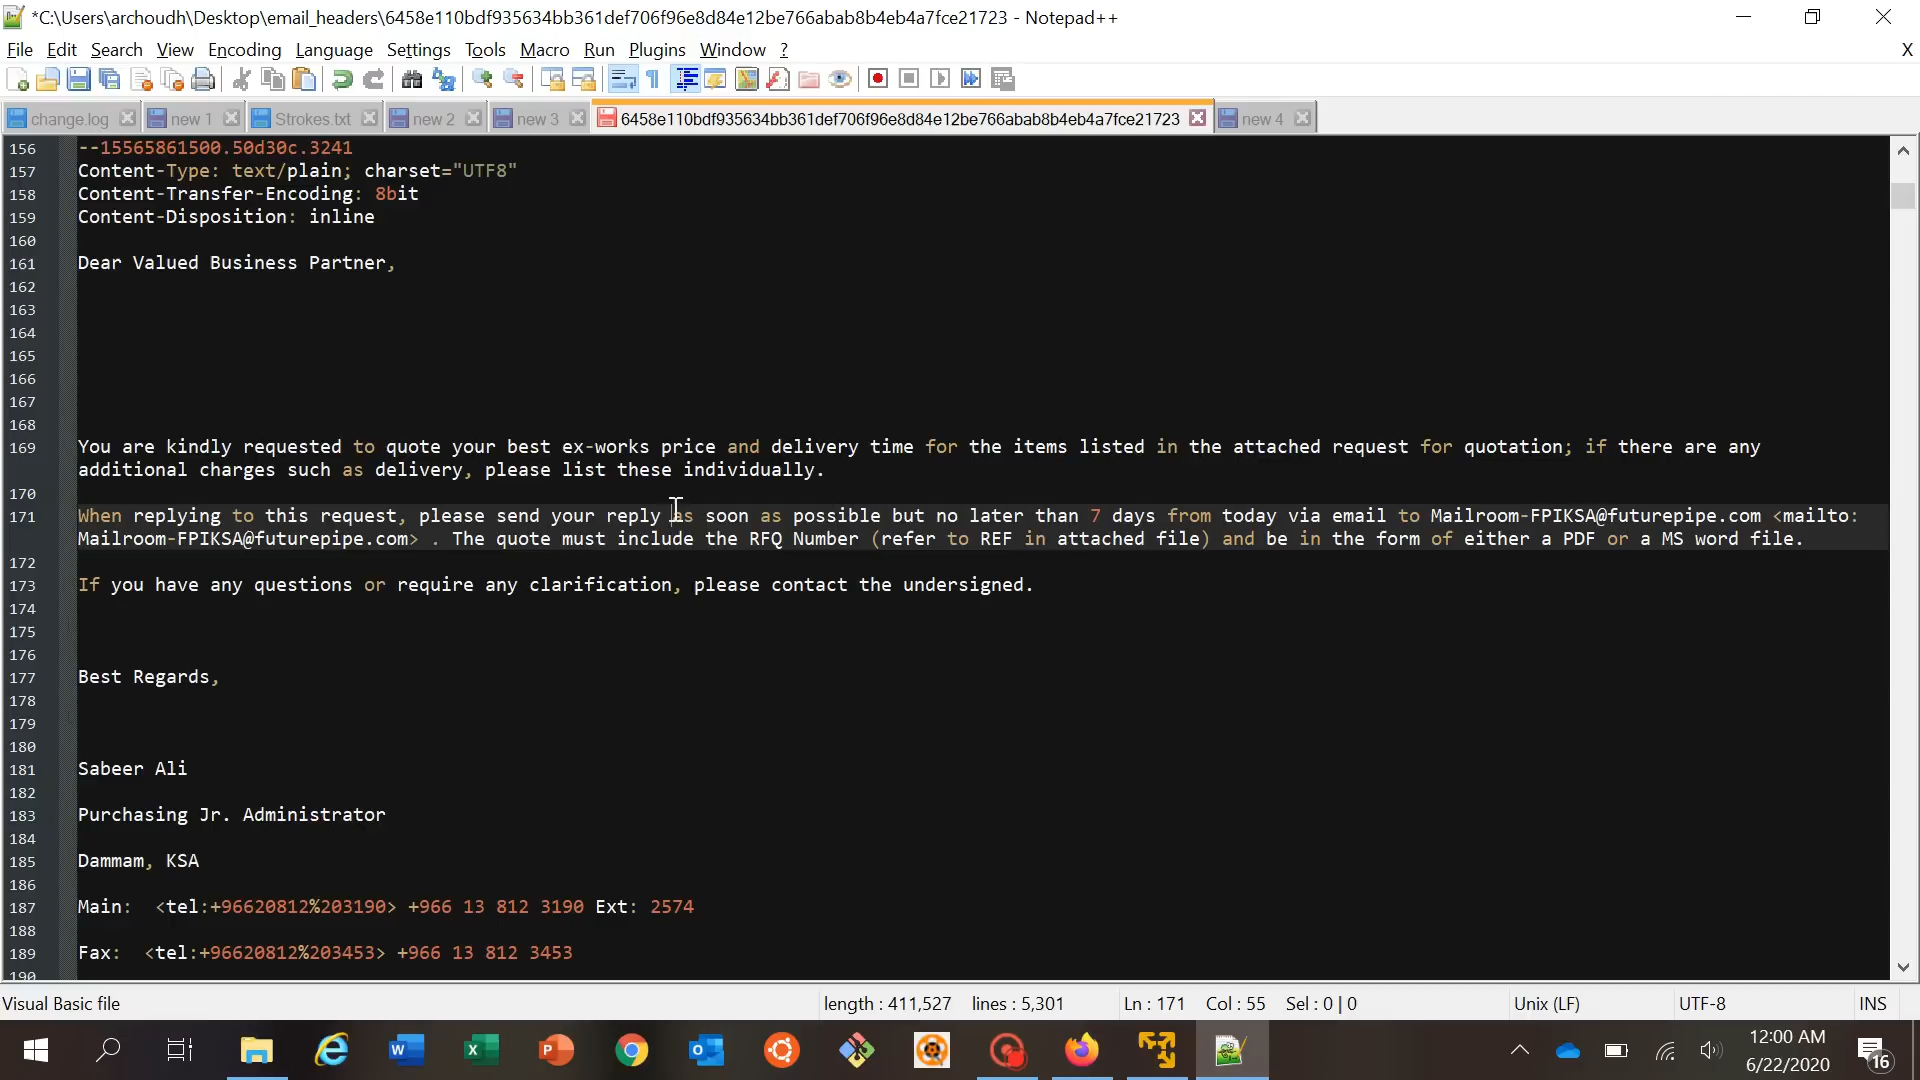 *C:\Users\archoudh\Desktop\email_headers\6458e110bdf935634bb361def706f96e8d84e12be766abab8b4eb4a7fce21723 - Notepad++
File Edit Search View Encoding Language Settings Tools Macro Run Plugins Window ? X
change.log new 1 Strokes.txt new 2 new 3 6458e110bdf935634bb361def706f96e8d84e12be766abab8b4eb4a7fce21723 new 4
156 --15565861500.50d30c.3241
157 Content-Type: text/plain; charset="UTF8"
158 Content-Transfer-Encoding: 8bit
159 Content-Disposition: inline
160
161 Dear Valued Business Partner,
162
163
164
165
166
167
168
169 You are kindly requested to quote your best ex-works price and delivery time for the items listed in the attached request for quotation; if there are any
additional charges such as delivery, please list these individually.
170
171 When replying to this request, please send your reply as soon as possible but no later than 7 days from today via email to Mailroom-FPIKSA@futurepipe.com <mailto:
Mailroom-FPIKSA@futurepipe.com> . The quote must include the RFQ Number (refer to REF in attached file) and be in the form of either a PDF or a MS word file.
172
173 If you have any questions or require any clarification, please contact the undersigned.
174
175
176
177 Best Regards,
178
179
180
181 Sabeer Ali
182
183 Purchasing Jr. Administrator
184
185 Dammam, KSA
186
187 Main: <tel:+96620812%203190> +966 13 812 3190 Ext: 2574
188
189 Fax: <tel:+96620812%203453> +966 13 812 3453
190
Visual Basic file length : 411,527 lines : 5,301 Ln : 171 Col : 55 Sel : 0 | 0 Unix (LF) UTF-8 INS
12:00 AM
6/22/2020
16